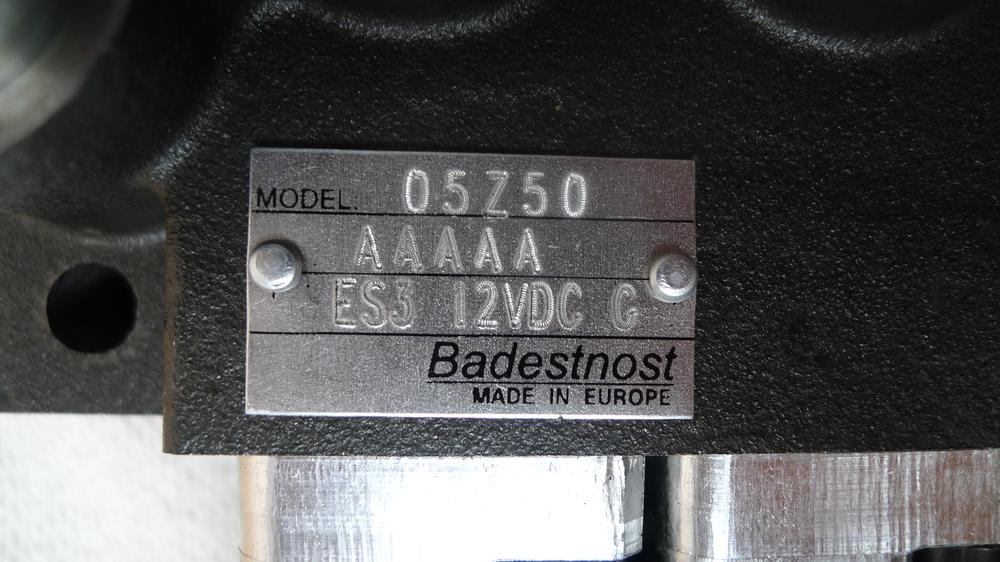 MODEL: 05Z50
AAAAA
ES3 12VDC G
Badestnost
MADE IN EUROPE